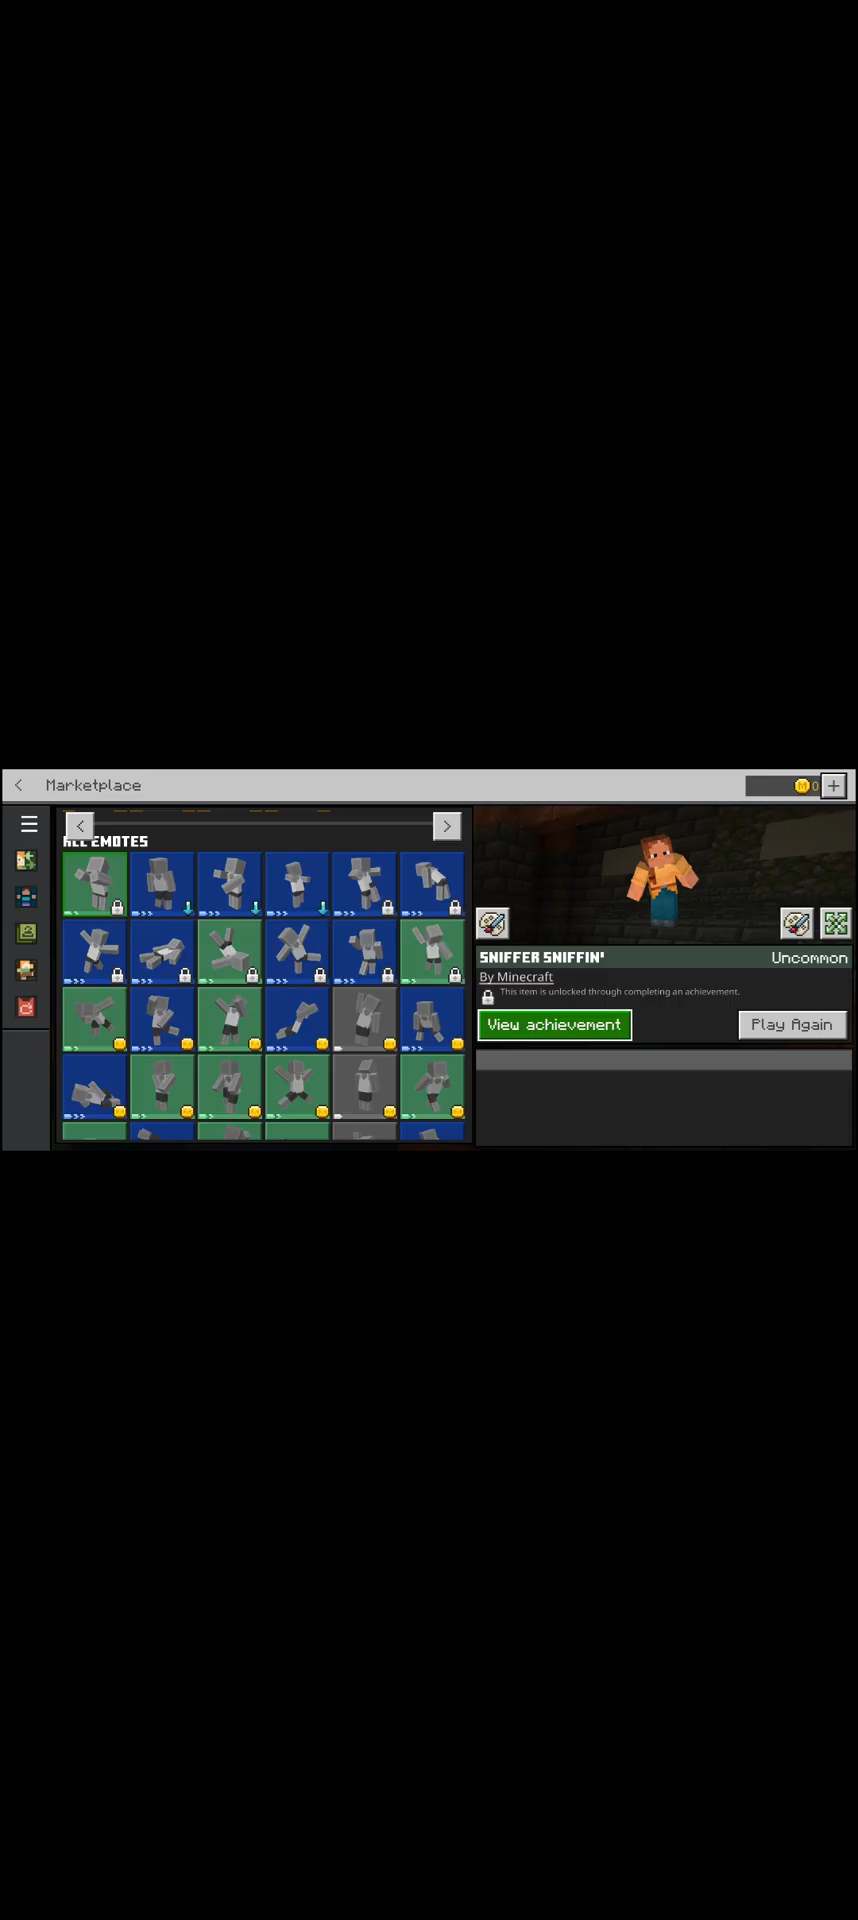 Marketplace
0
ALL EMOTES
SNIFFER SNIFFIN'
Uncommon
By Minecraft
This item is unlocked through completing an achievement.
View achievement
Play Again